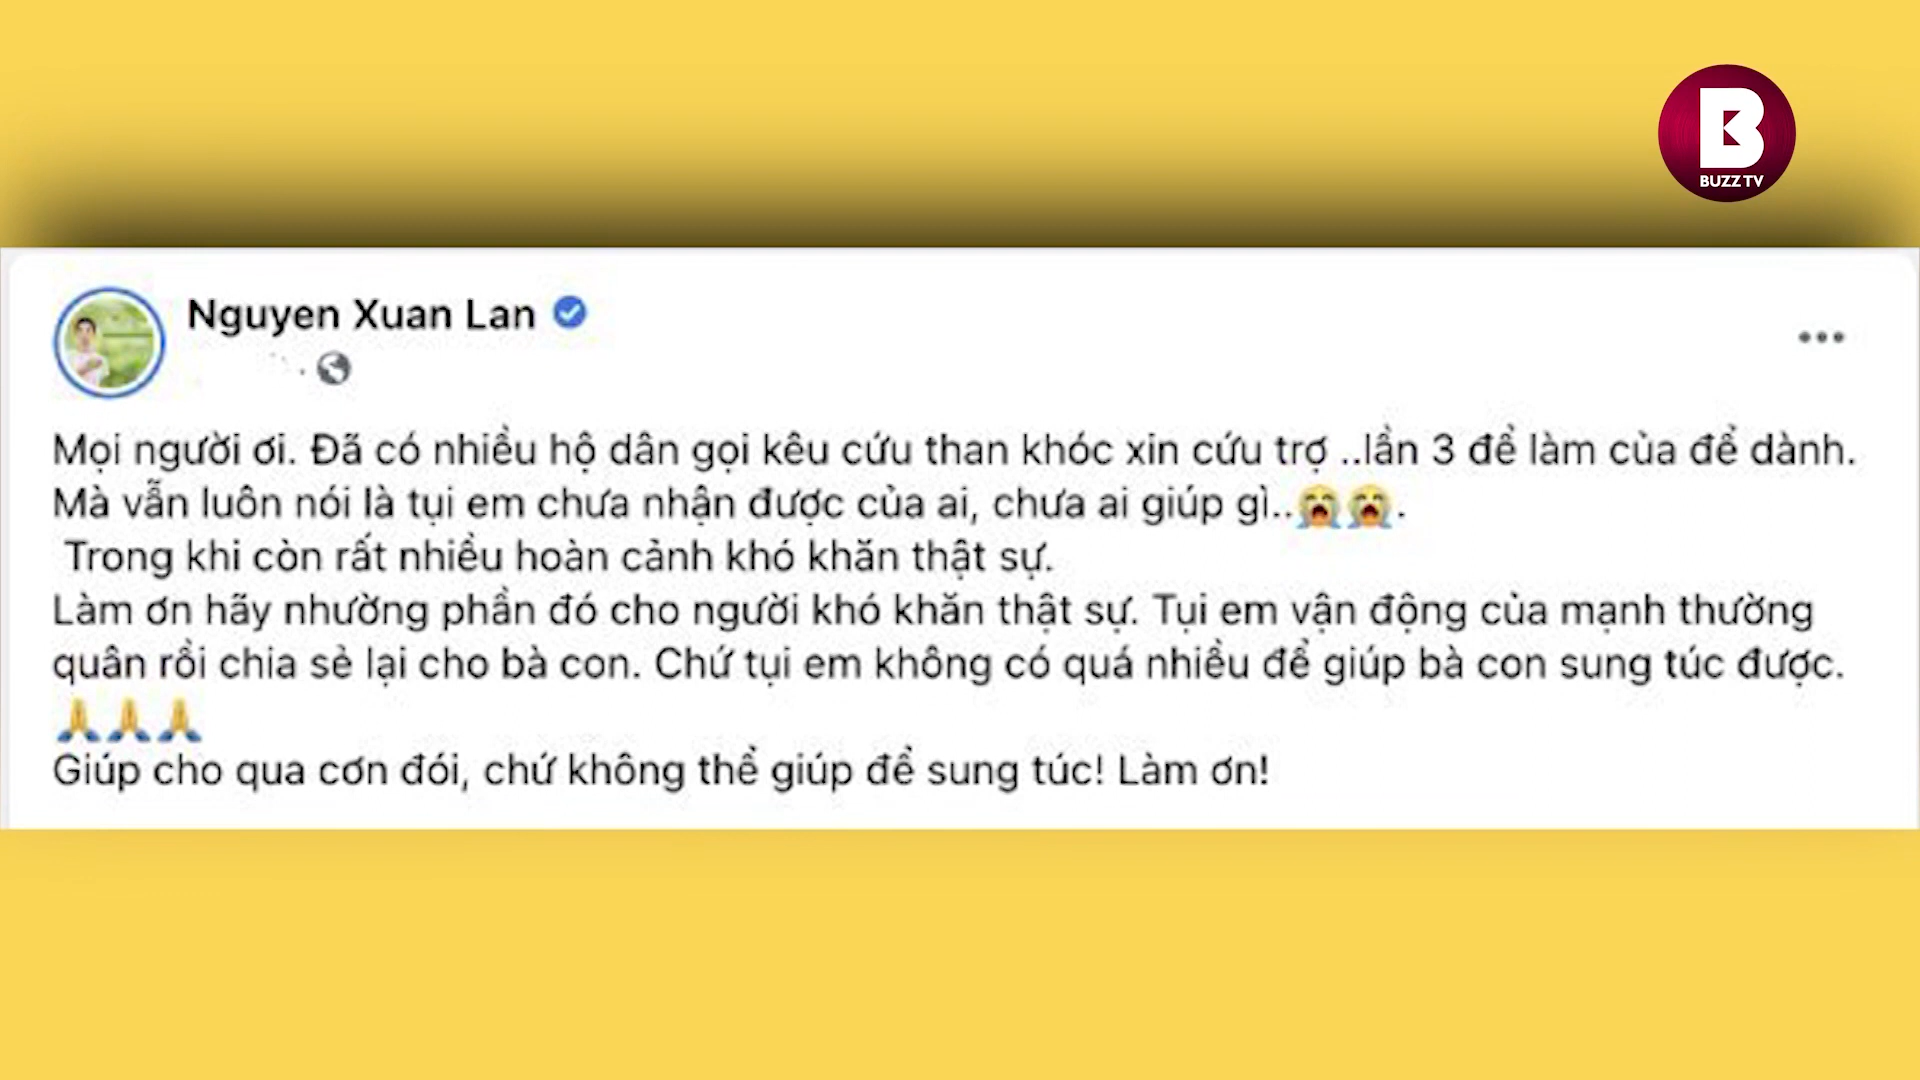 BUZZ TV
Nguyen Xuan Lan
Mọi người ơi. Đã có nhiều hộ dân gọi kêu cứu than khóc xin cứu trợ ..lần 3 để làm của để dành.
Mà vẫn luôn nói là tụi em chưa nhận được của ai, chưa ai giúp gì..😭😭.
Trong khi còn rất nhiều hoàn cảnh khó khăn thật sự.
Làm ơn hãy nhường phần đó cho người khó khăn thật sự. Tụi em vận động của mạnh thường
quân rồi chia sẻ lại cho bà con. Chứ tụi em không có quá nhiều để giúp bà con sung túc được.
🙏🙏🙏
Giúp cho qua cơn đói, chứ không thể giúp để sung túc! Làm ơn!